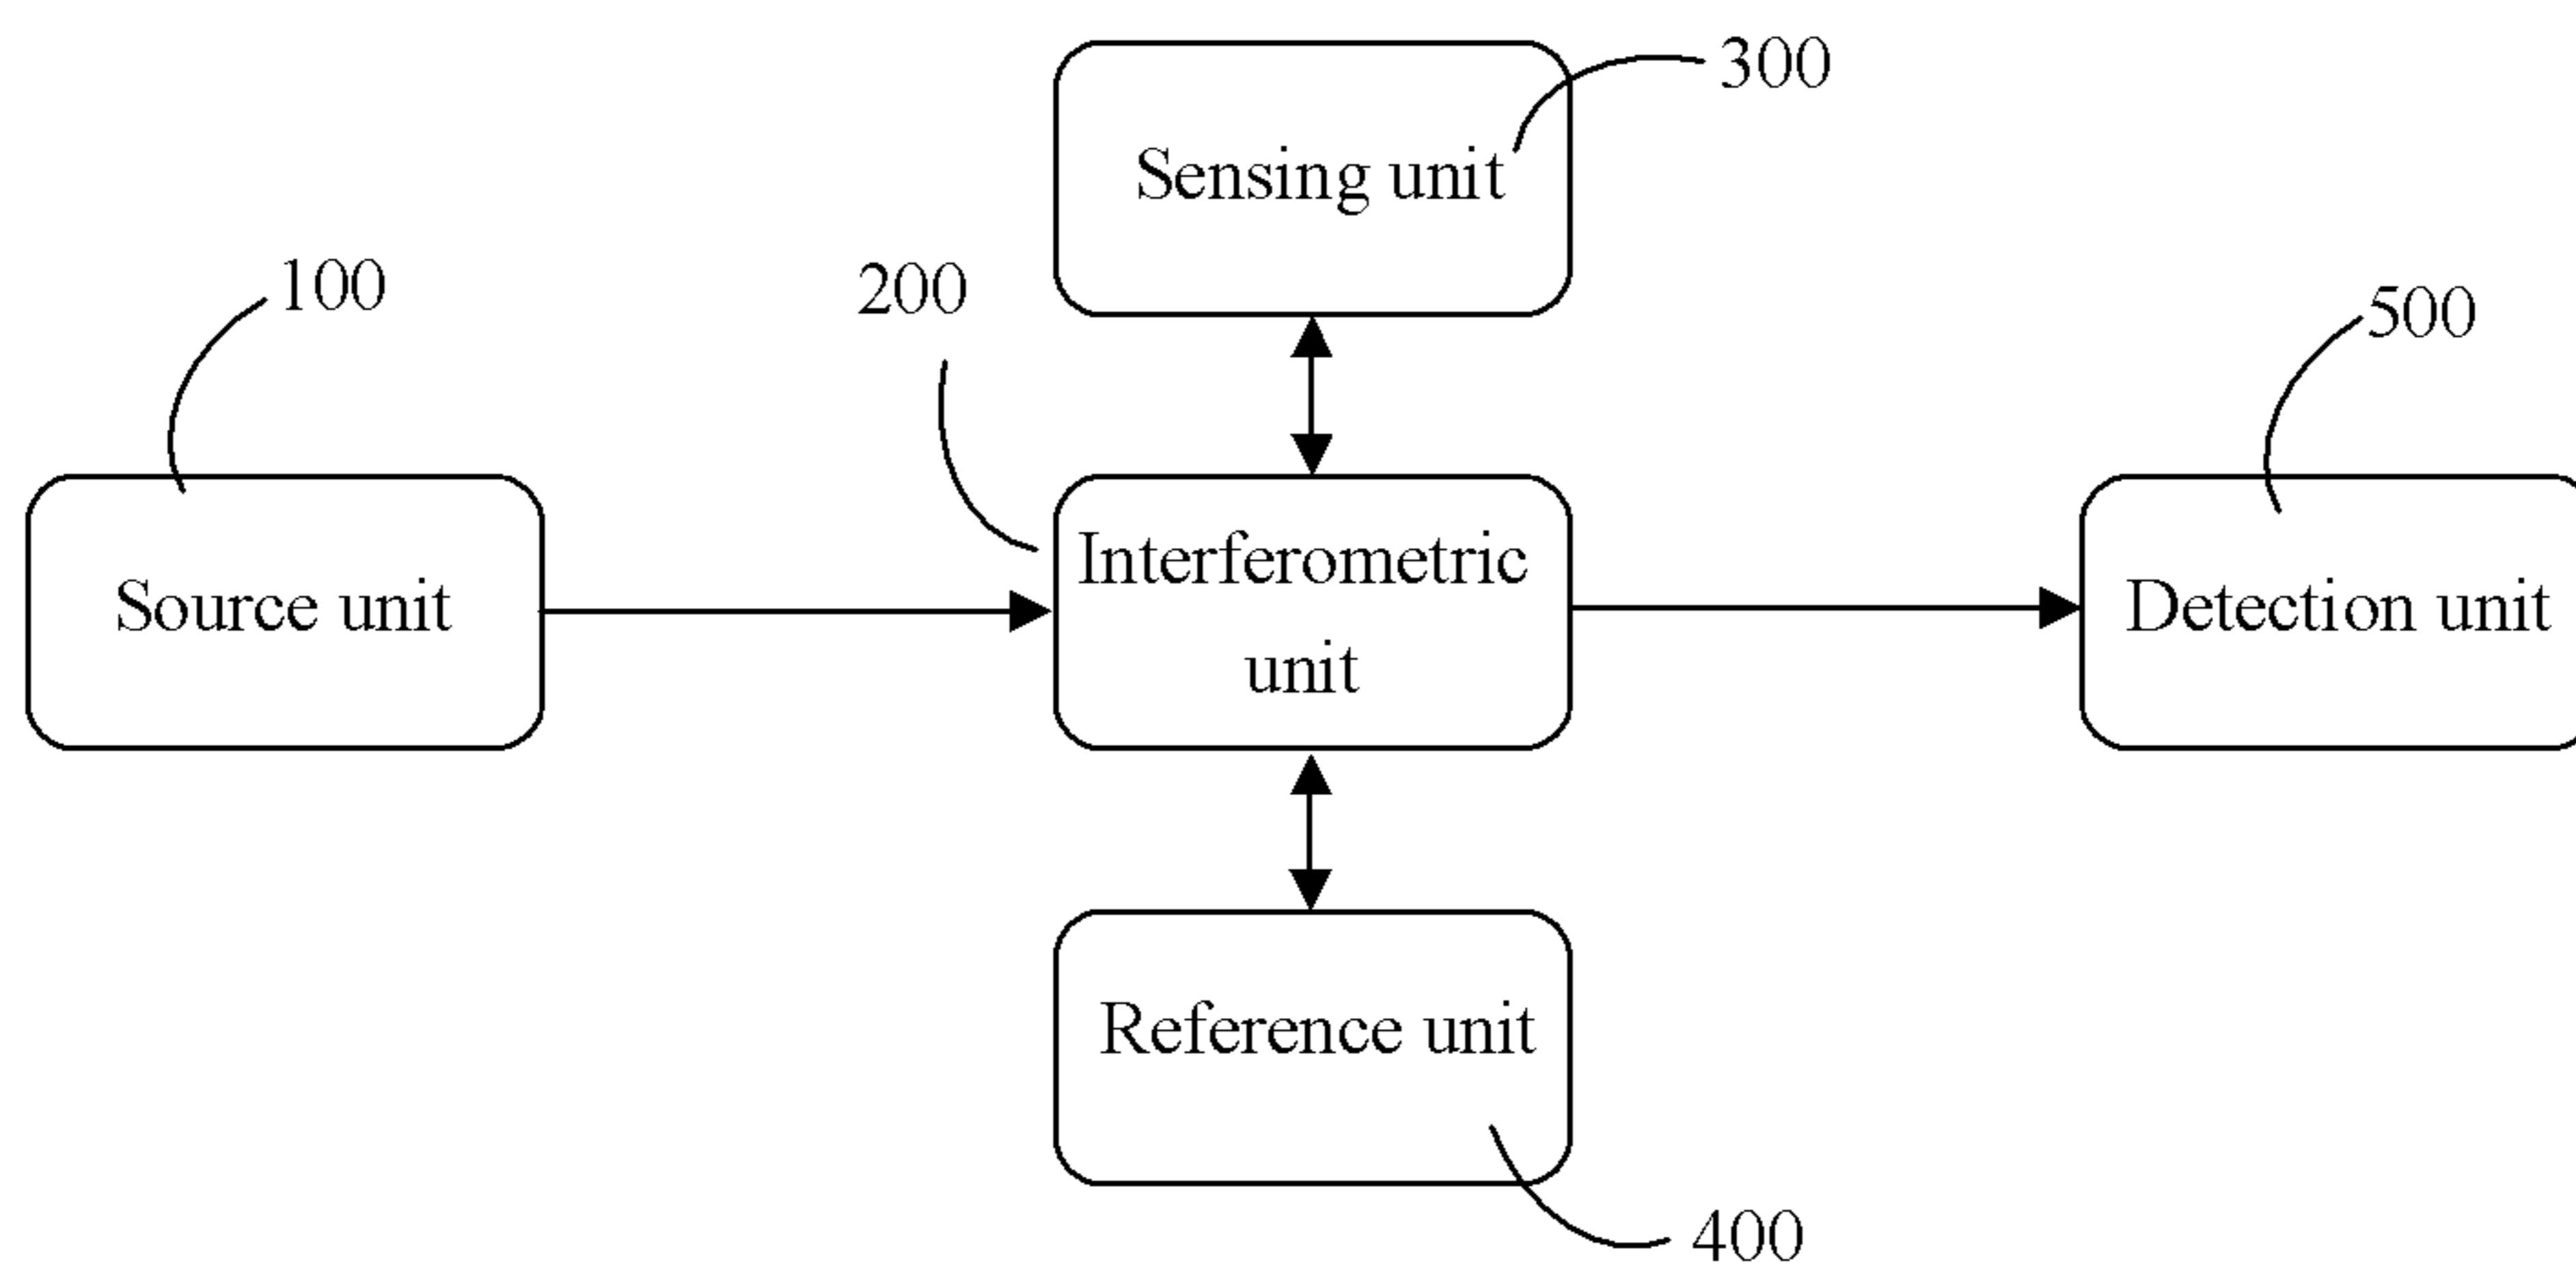 300
Sensing unit
100
200
500
Source unit
Interferometric
unit
Detection unit
Reference unit
400